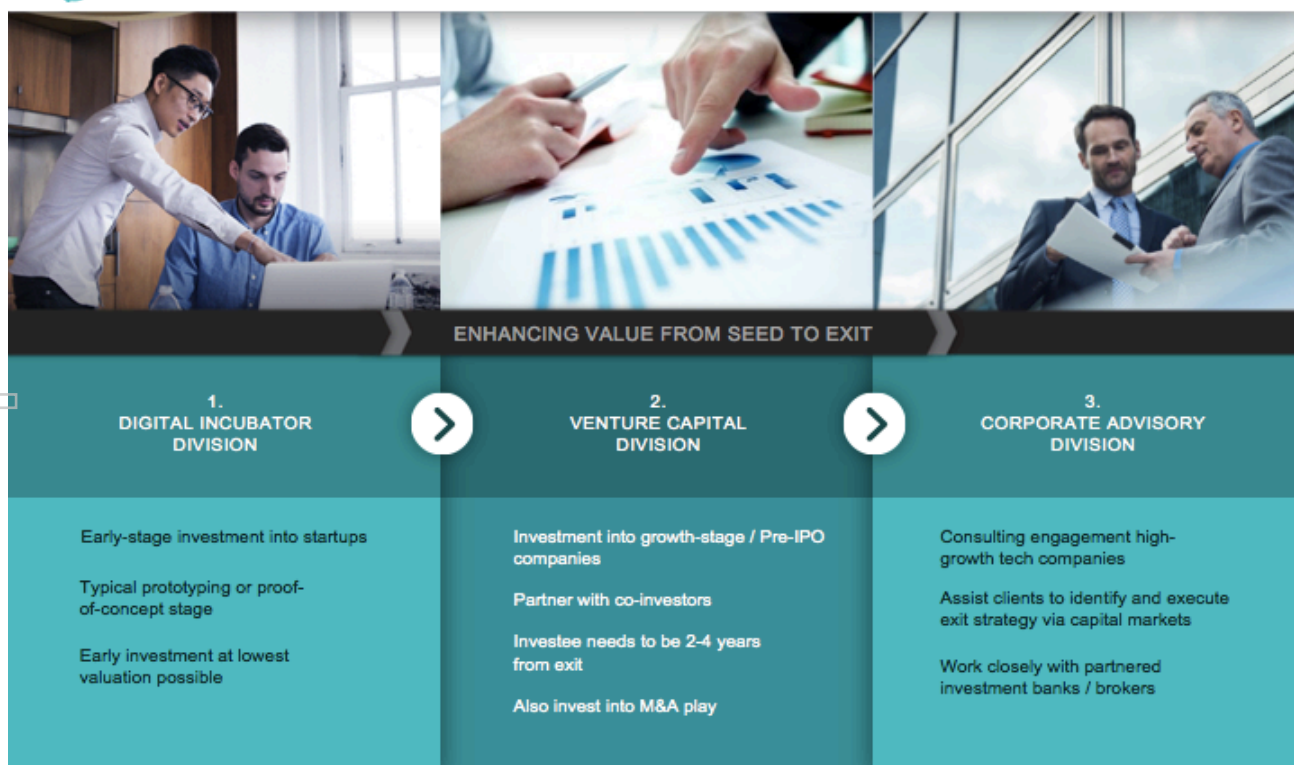 ENHANCING VALUE FROM SEED TO EXIT
1.
DIGITAL INCUBATOR
DIVISION
Early-stage investment into startups
Typical prototyping or proof-
of-concept stage
Early investment at lowest
valuation possible
2.
VENTURE CAPITAL
DIVISION
Investment into growth-stage / Pre-IPO
companies
Partner with co-investors
Investee needs to be 2-4 years
from exit
Also invest into M&A play
3.
CORPORATE ADVISORY
DIVISION
Consulting engagement high-
growth tech companies
Assist clients to identify and execute
exit strategy via capital markets
Work closely with partnered
investment banks / brokers